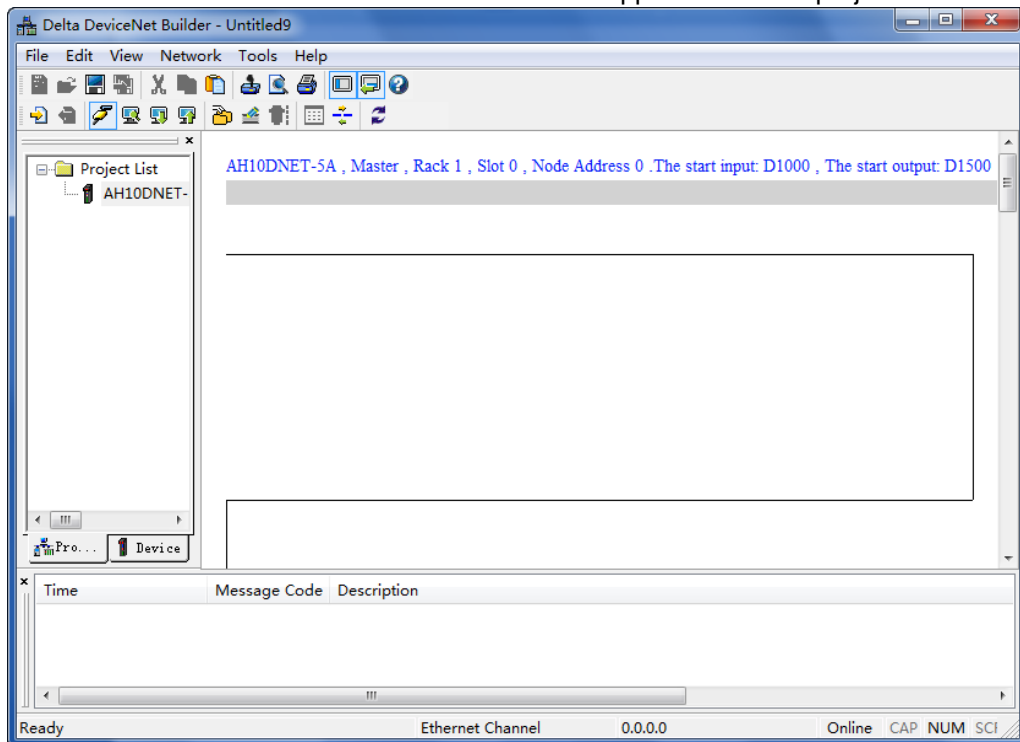 Delta DeviceNet Builder - Untitled9
File Edit View Network Tools Help
Project List
AH10DNET-
AH10DNET-5A , Master , Rack 1 , Slot 0 , Node Address 0 .The start input: D1000 , The start output: D1500
Pro... Device
Time Message Code Description
Ready Ethernet Channel 0.0.0.0 Online CAP NUM SCI